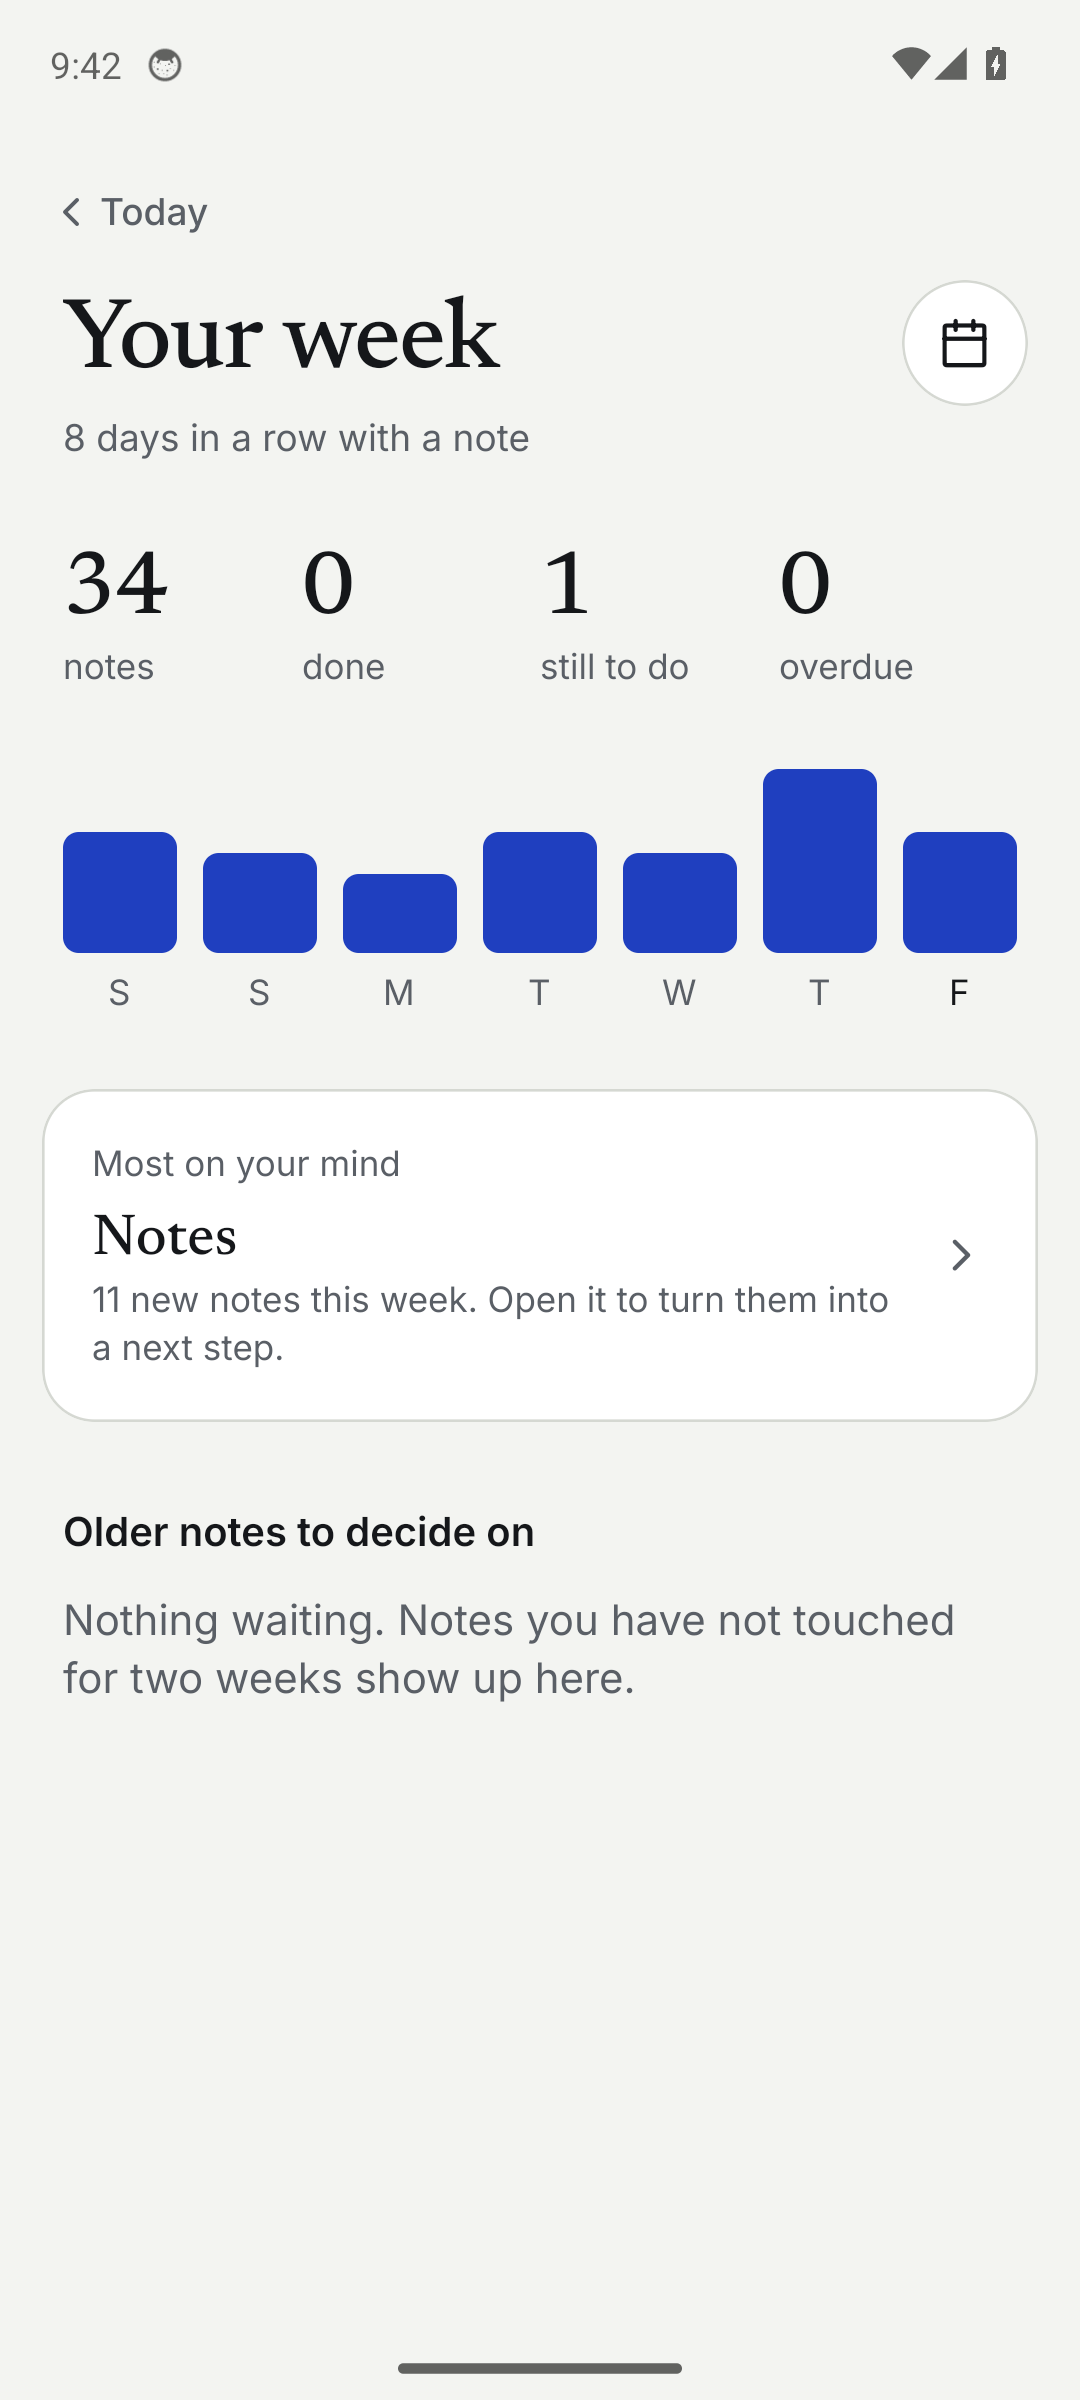 9:42
Today
Your week
8 days in a row with a note
34 0 1 0
notes done still to do overdue
S S M T W T F
Most on your mind
Notes
11 new notes this week. Open it to turn them into
a next step.
Older notes to decide on
Nothing waiting. Notes you have not touched
for two weeks show up here.